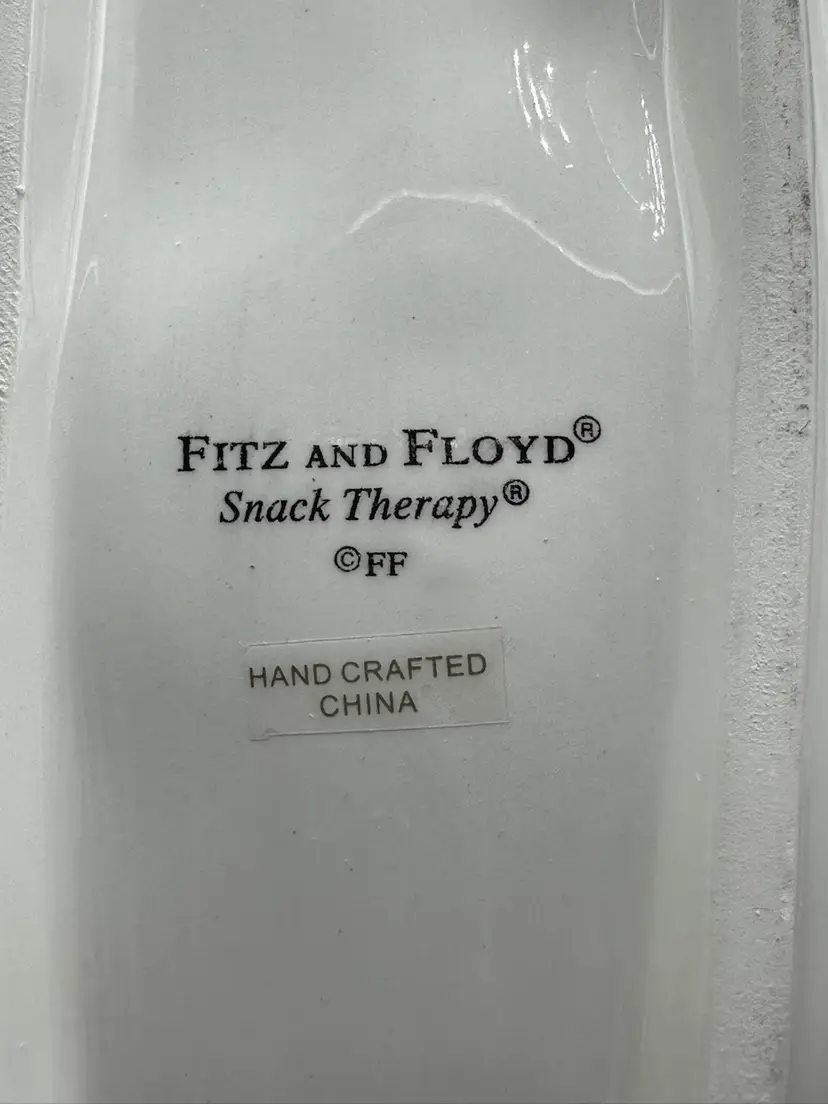 FITZ AND FLOYD®
Snack Therapy®
©FF
HAND CRAFTED
CHINA